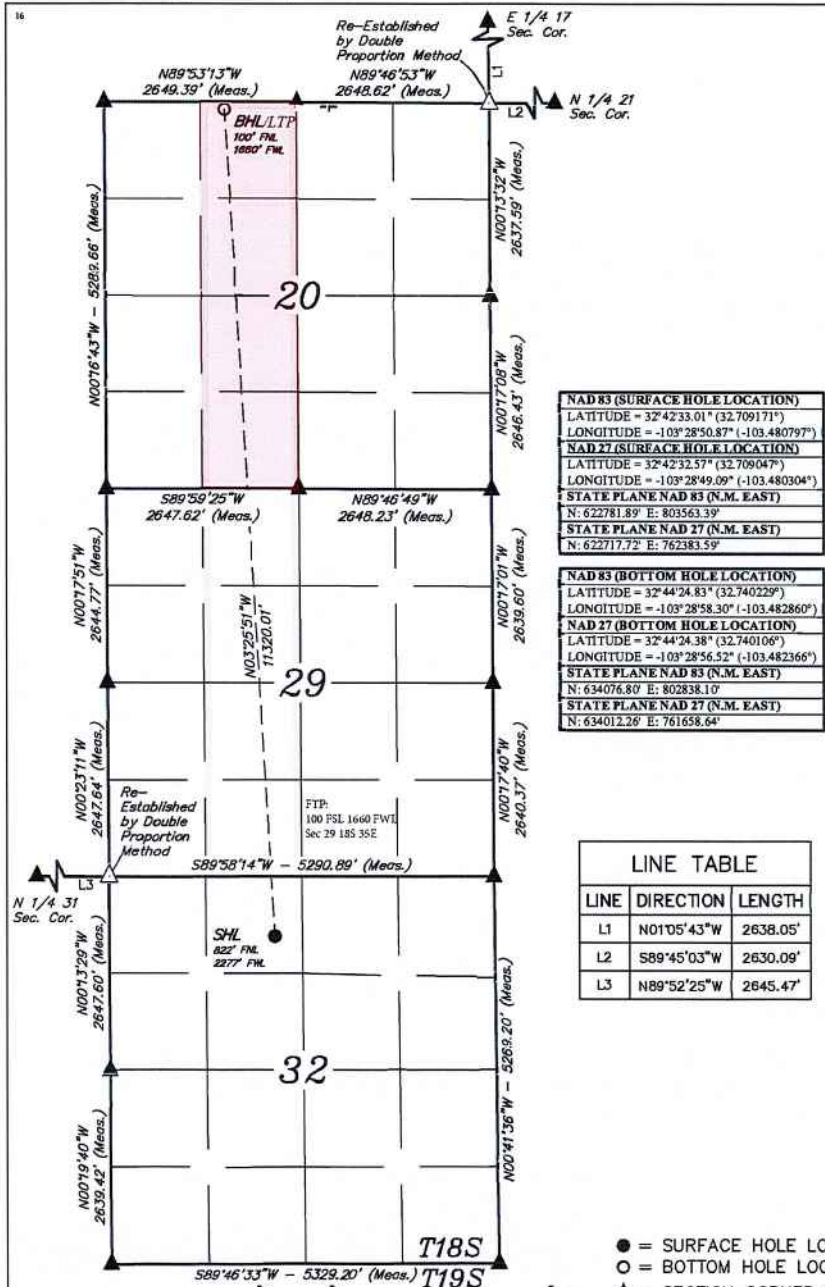 16
Re-Established
by Double
Proportion Method
E 1/4 17
Sec. Cor.
N89°53'13"W
2649.39' (Meas.)
N89°46'53"W
2648.62' (Meas.)
L1
L2
N 1/4 21
Sec. Cor.
BHL/LTP
100' FNL
1660' FWL
N00°16'43"W - 5289.66' (Meas.)
N00°13'32"W
2637.59' (Meas.)
20
N00°17'08"W
2646.43' (Meas.)
S89°59'25"W
2647.62' (Meas.)
N89°46'49"W
2648.23' (Meas.)
NAD 83 (SURFACE HOLE LOCATION)
LATITUDE = 32°42'33.01" (32.709171°)
LONGITUDE = -103°28'50.87" (-103.480797°)
NAD 27 (SURFACE HOLE LOCATION)
LATITUDE = 32°42'32.57" (32.709047°)
LONGITUDE = -103°28'49.09" (-103.480304°)
STATE PLANE NAD 83 (N.M. EAST)
N: 622781.89' E: 803563.39'
STATE PLANE NAD 27 (N.M. EAST)
N: 622717.72' E: 762383.59'
NAD 83 (BOTTOM HOLE LOCATION)
LATITUDE = 32°44'24.83" (32.740229°)
LONGITUDE = -103°28'58.30" (-103.482860°)
NAD 27 (BOTTOM HOLE LOCATION)
LATITUDE = 32°44'24.38" (32.740106°)
LONGITUDE = -103°28'56.52" (-103.482366°)
STATE PLANE NAD 83 (N.M. EAST)
N: 634076.80' E: 802838.10'
STATE PLANE NAD 27 (N.M. EAST)
N: 634012.26' E: 761658.64'
N00°17'51"W
2644.77' (Meas.)
N00°17'01"W
2639.60' (Meas.)
N03°25'51"W
11320.01'
29
N00°23'11"W
2647.64' (Meas.)
N00°17'40"W
2640.37' (Meas.)
Re-
Established
by Double
Proportion
Method
FTP:
100 FSL 1660 FWL
Sec 29 18S 35E
S89°58'14"W - 5290.89' (Meas.)
L3
N 1/4 31
Sec. Cor.
SHL
822' FNL
2277' FWL
LINE TABLE
LINE DIRECTION LENGTH
L1 N01°05'43"W 2638.05'
L2 S89°45'03"W 2630.09'
L3 N89°52'25"W 2645.47'
N00°13'29"W
2647.60' (Meas.)
32
N00°41'36"W - 5269.20' (Meas.)
N00°19'40"W
2639.42' (Meas.)
T18S
S89°46'33"W - 5329.20' (Meas.) T19S
= SURFACE HOLE LO
= BOTTOM HOLE LOC